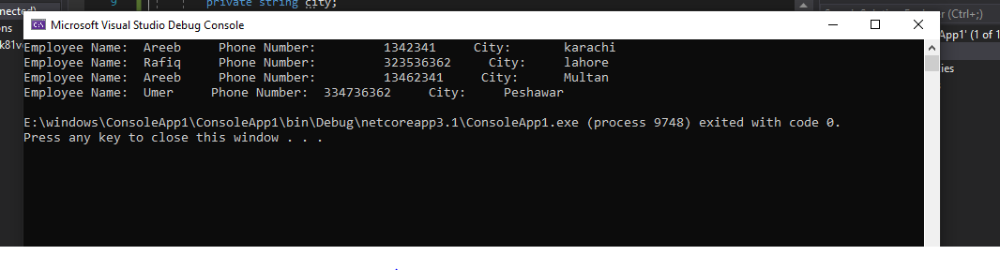 nnected)
9 private string city;
(Ctrl+;)
Microsoft Visual Studio Debug Console
ns
App1' (1 of 1
k81v
ies
Employee Name:  Areeb     Phone Number:         1342341     City:       karachi
Employee Name:  Rafiq     Phone Number:         323536362     City:     lahore
Employee Name:  Areeb     Phone Number:         13462341     City:      Multan
Employee Name:  Umer     Phone Number:  334736362     City:     Peshawar
E:\windows\ConsoleApp1\ConsoleApp1\bin\Debug\netcoreapp3.1\ConsoleApp1.exe (process 9748) exited with code 0.
Press any key to close this window . . .